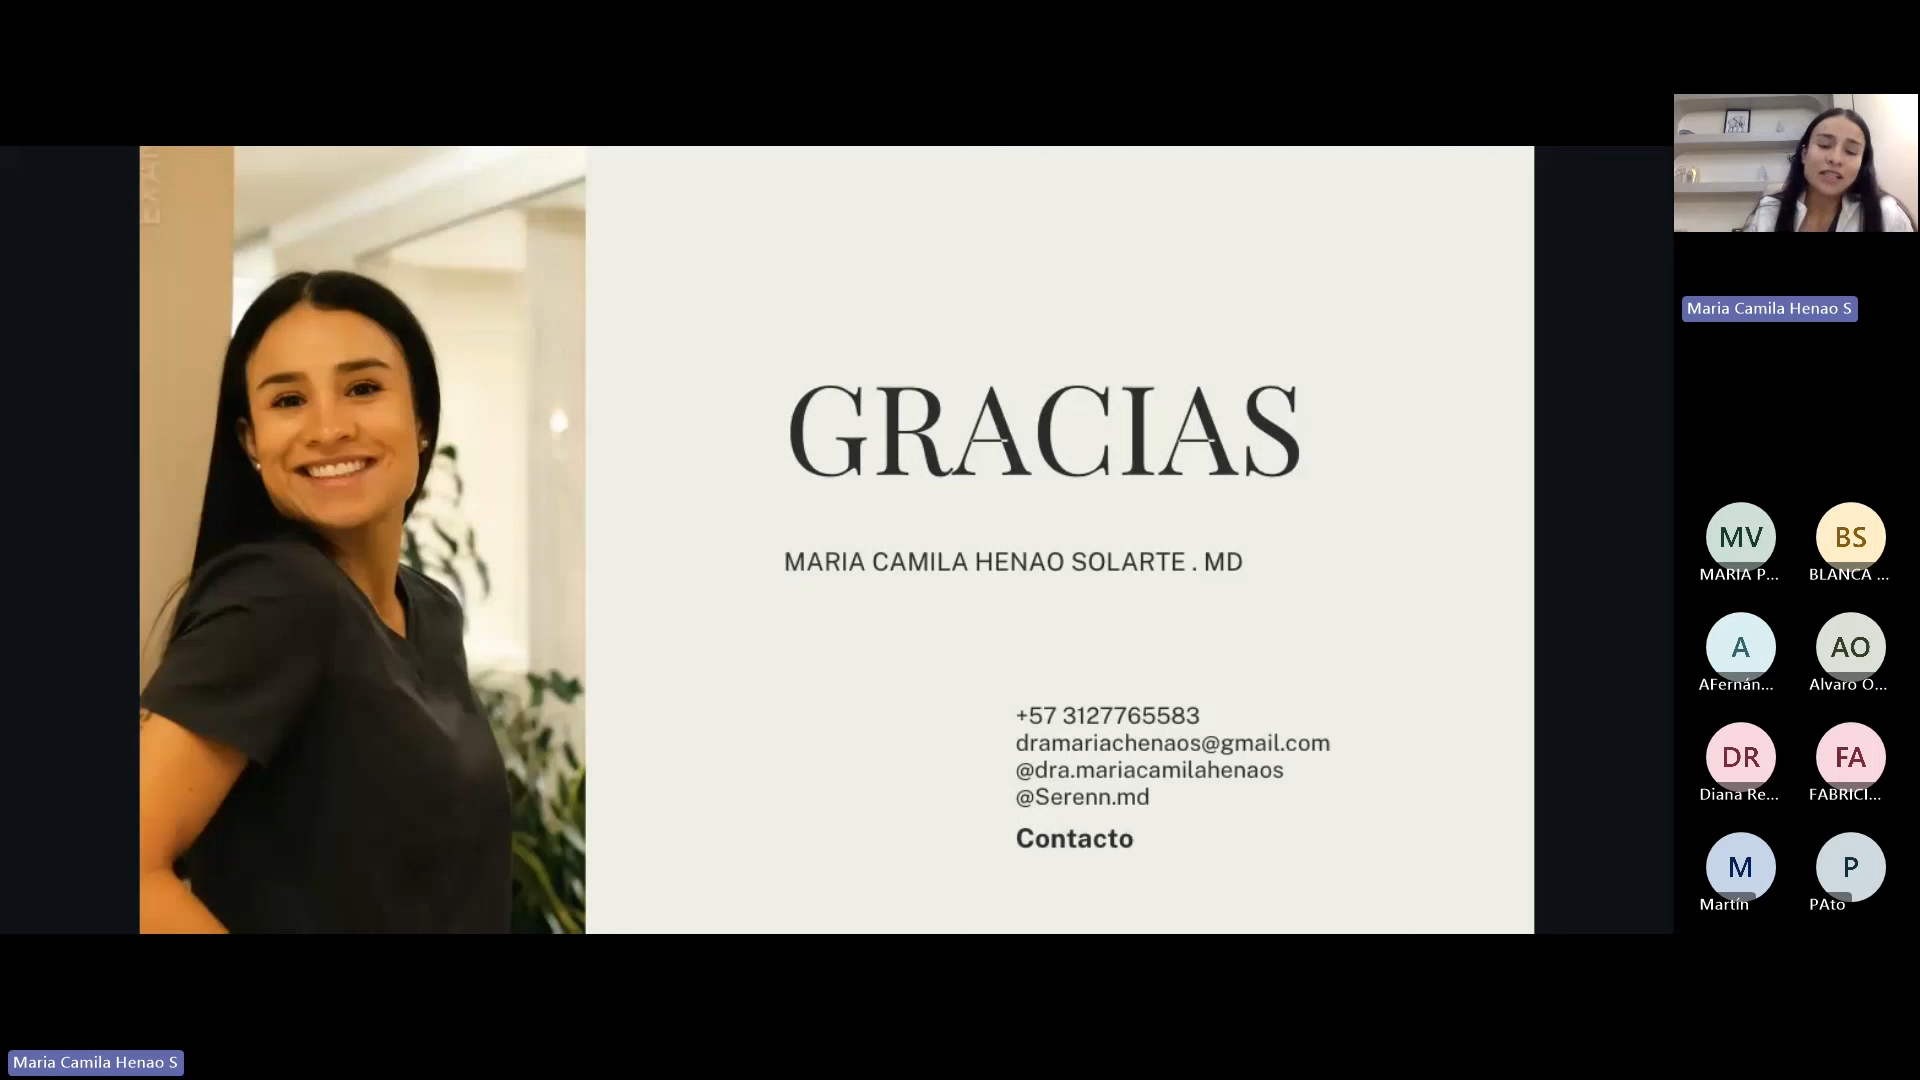 GRACIAS
MARIA CAMILA HENAO SOLARTE . MD
+57 3127765583
dramariachenaos@gmail.com
@dra.mariacamilahenaos
@Serenn.md
Contacto
Maria Camila Henao S
MV
MARIA P...
BS
BLANCA ...
A
AFernán...
AO
Alvaro O...
DR
Diana Re...
FA
FABRICI...
M
Martín
P
PAto
Maria Camila Henao S